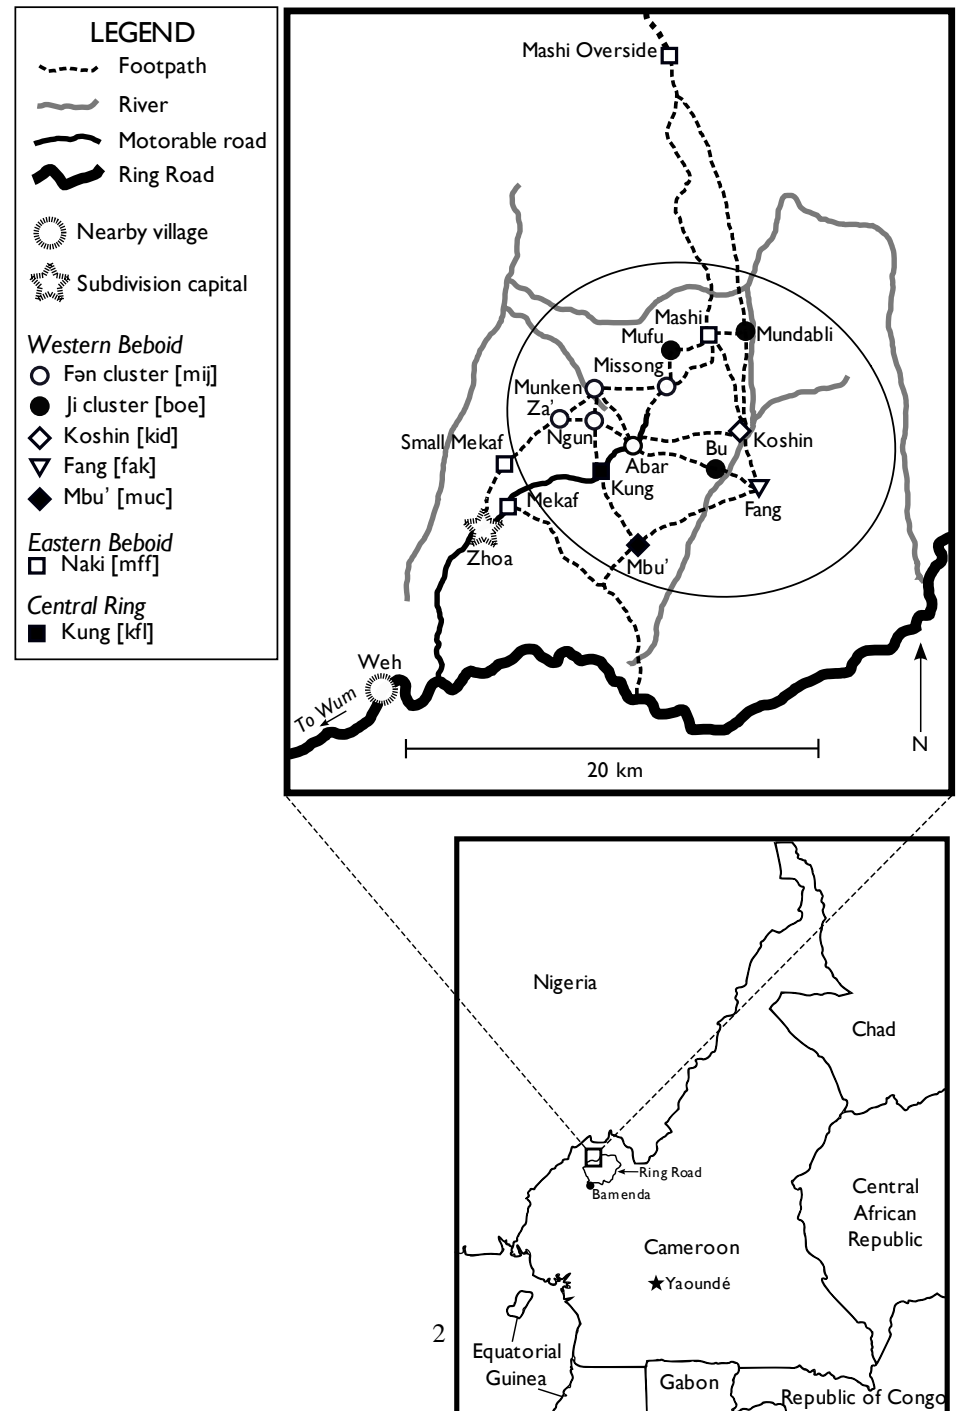 LEGEND
Footpath
River
Motorable road
Ring Road
Nearby village
Subdivision capital
Western Beboid
Fən cluster [mij]
Ji cluster [boe]
Koshin [kid]
Fang [fak]
Mbu’ [muc]
Eastern Beboid
Naki [mff]
Central Ring
Kung [kfl]
Mashi Overside
Mashi
Mundabli
Mufu
Missong
Munken
Za’
Ngun
Small Mekaf
Abar
Bu
Koshin
Kung
Mekaf
Fang
Zhoa
Mbu’
Weh
To Wum
N
20 km
Nigeria
Chad
Ring Road
Bamenda
Central
African
Republic
Cameroon
Yaoundé
2
Equatorial
Guinea
Gabon
Republic of Congo